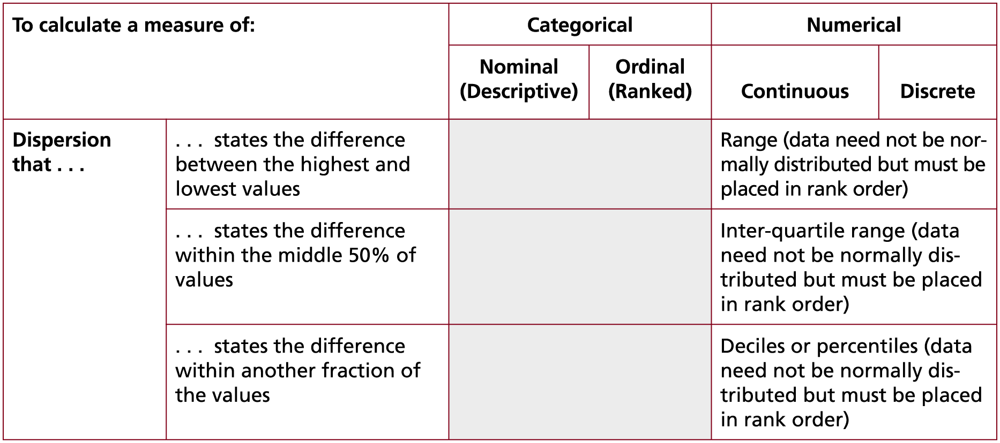 To calculate a measure of:
Categorical
Numerical
Nominal
(Descriptive)
Ordinal
(Ranked)
Continuous
Discrete
Dispersion
that . . .
. . . states the difference
between the highest and
lowest values
Range (data need not be nor-
mally distributed but must be
placed in rank order)
. . . states the difference
within the middle 50% of
values
Inter-quartile range (data
need not be normally dis-
tributed but must be placed
in rank order)
. . . states the difference
within another fraction of
the values
Deciles or percentiles (data
need not be normally dis-
tributed but must be placed
in rank order)